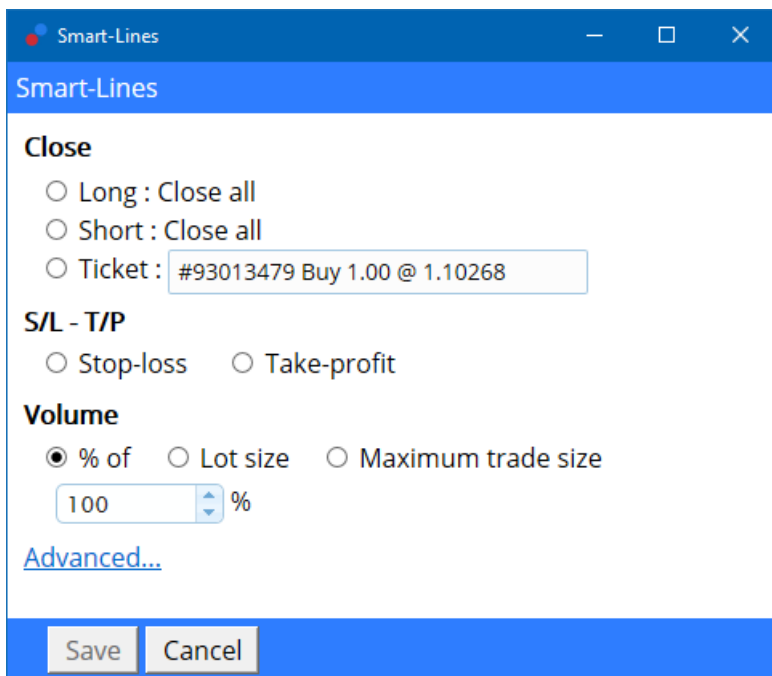 Smart-Lines
Smart-Lines
Close
Long : Close all
Short : Close all
Ticket : #93013479 Buy 1.00 @ 1.10268
S/L - T/P
Stop-loss Take-profit
Volume
% of Lot size Maximum trade size
100 %
Advanced...
Save Cancel